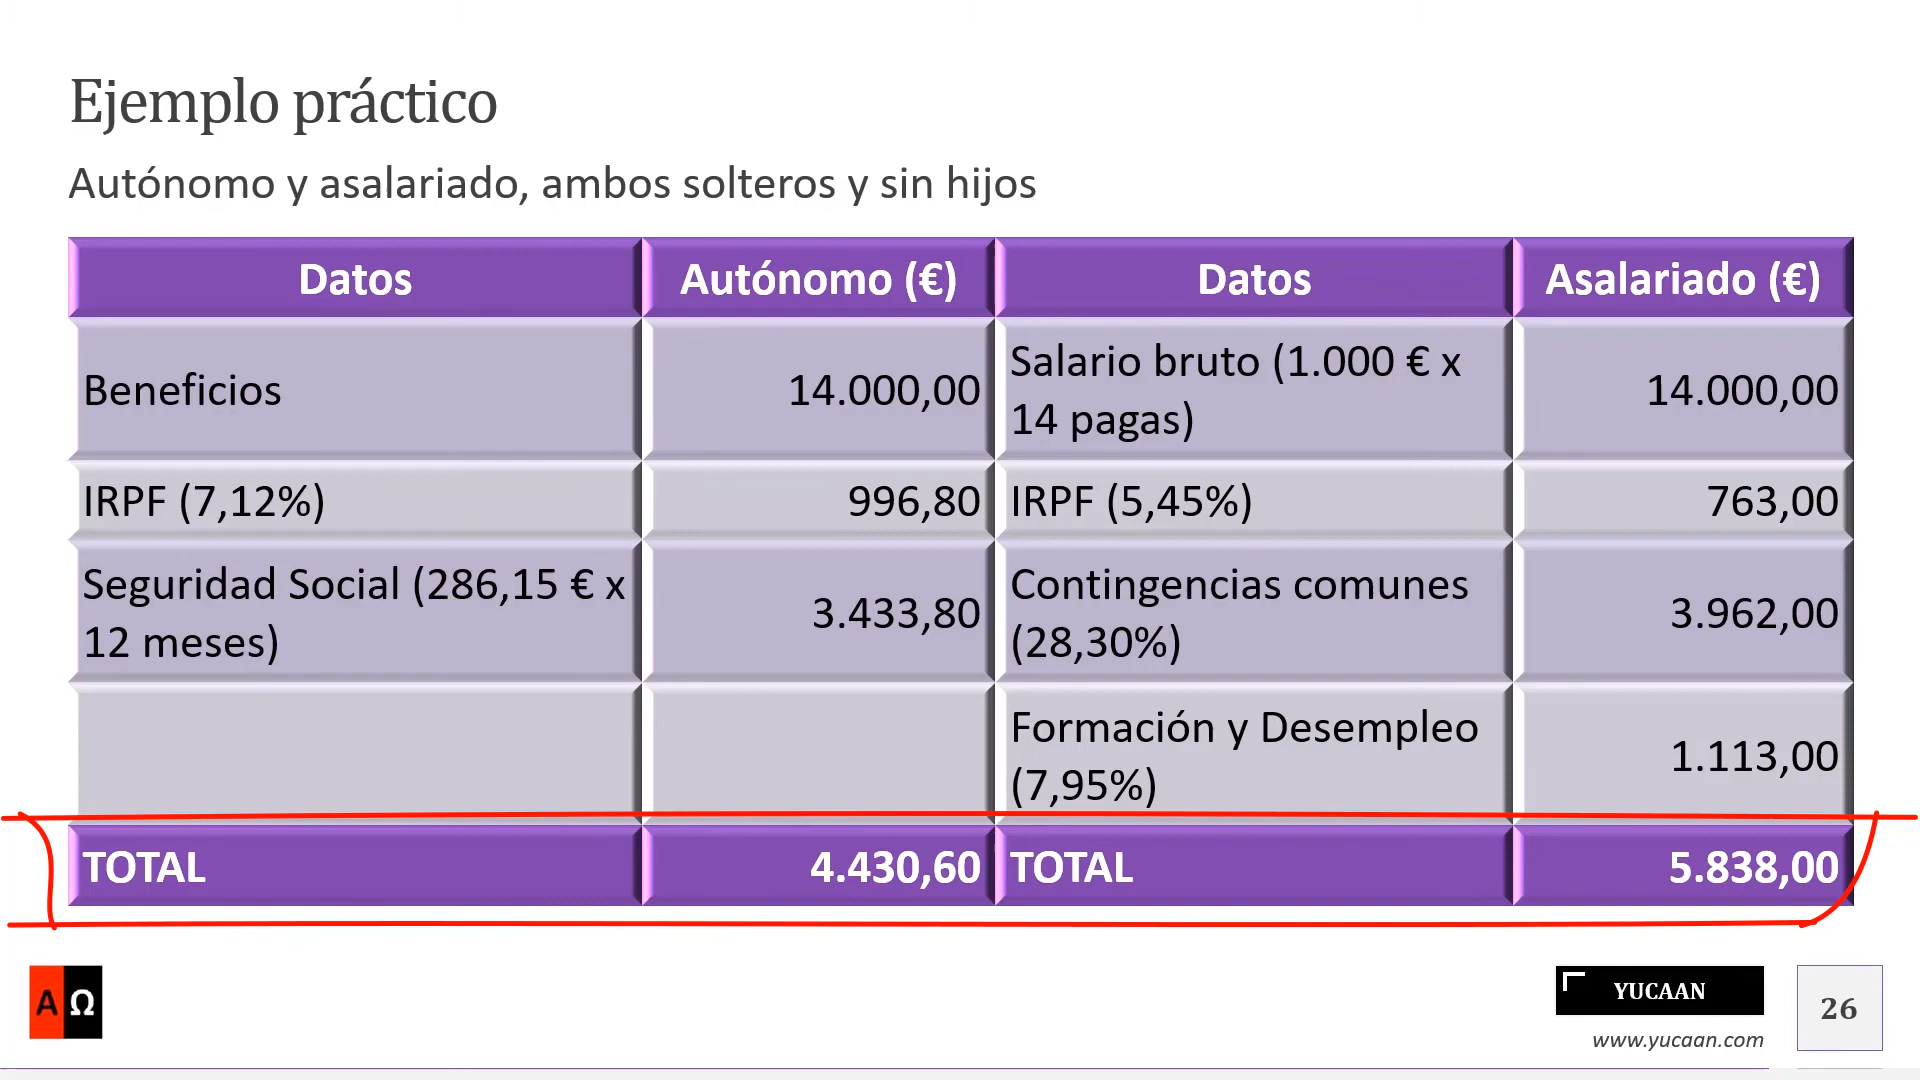 Ejemplo práctico
Autónomo y asalariado, ambos solteros y sin hijos
Datos Autónomo (€) Datos Asalariado (€)
Beneficios 14.000,00 Salario bruto (1.000 € x
14 pagas) 14.000,00
IRPF (7,12%) 996,80 IRPF (5,45%) 763,00
Seguridad Social (286,15 € x
12 meses) 3.433,80 Contingencias comunes
(28,30%) 3.962,00
Formación y Desempleo
(7,95%) 1.113,00
TOTAL 4.430,60 TOTAL 5.838,00
ΑΩ
YUCAAN
www.yucaan.com
26